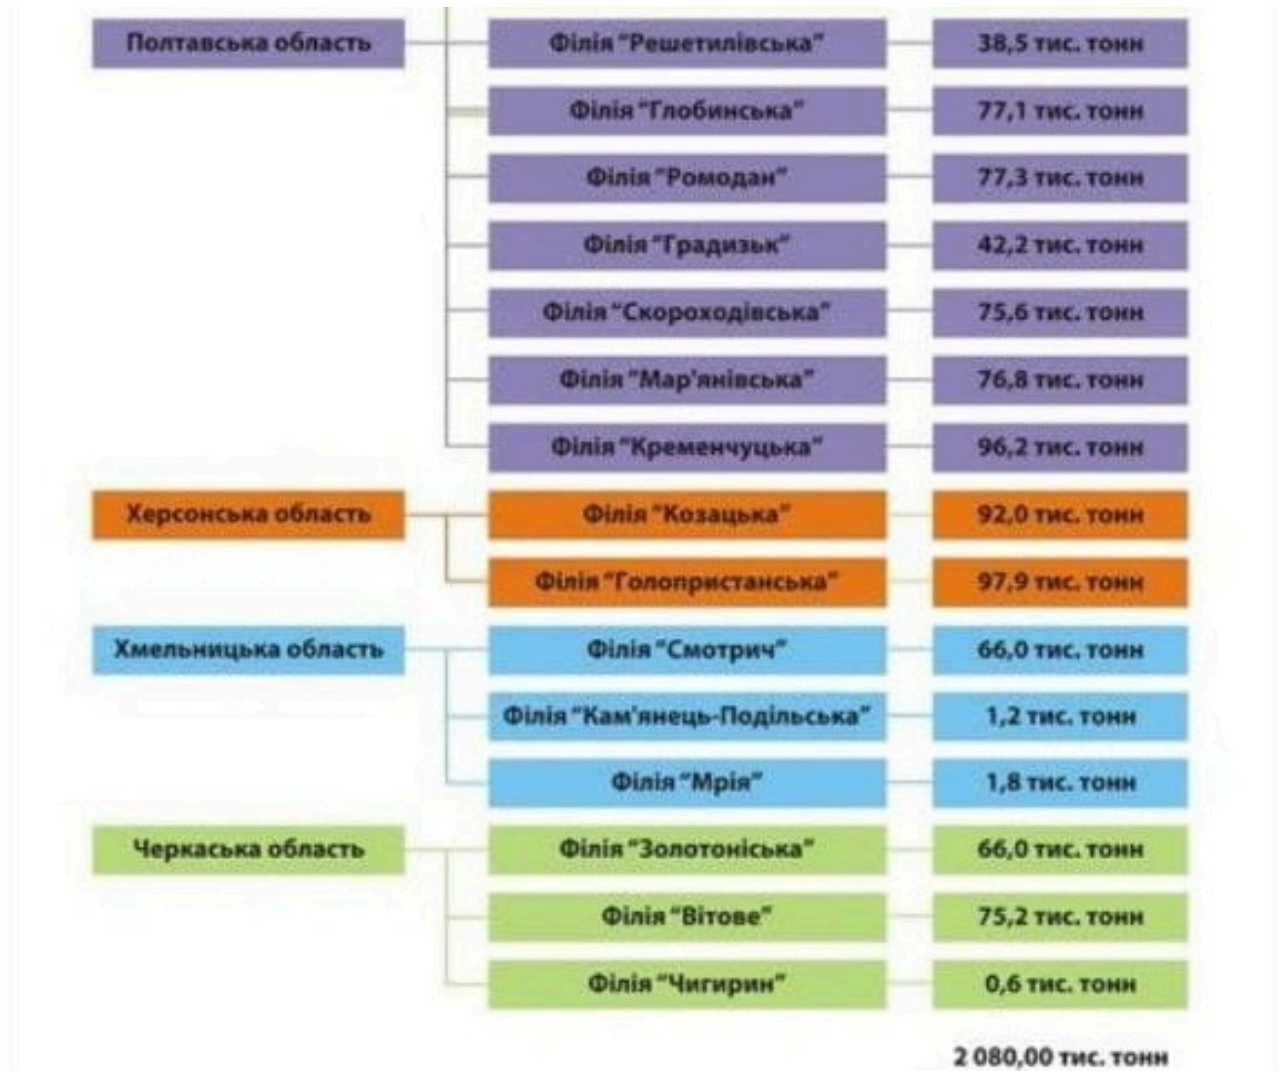 Полтавська область Філія “Решетилівська” 38,5 тис. тонн
Філія “Глобинська” 77,1 тис. тонн
Філія “Ромодан” 77,3 тис. тонн
Філія “Градизьк” 42,2 тис. тонн
Філія “Скороходівська” 75,6 тис. тонн
Філія “Мар'янівська” 76,8 тис. тонн
Філія “Кременчуцька” 96,2 тис. тонн
Херсонська область Філія “Козацька” 92,0 тис. тонн
Філія “Голопристанська” 97,9 тис. тонн
Хмельницька область Філія “Смотрич” 66,0 тис. тонн
Філія “Кам'янець-Подільська” 1,2 тис. тонн
Філія “Мрія” 1,8 тис. тонн
Черкаська область Філія “Золотоніська” 66,0 тис. тонн
Філія “Вітове” 75,2 тис. тонн
Філія “Чигирин” 0,6 тис. тонн
2 080,00 тис. тонн